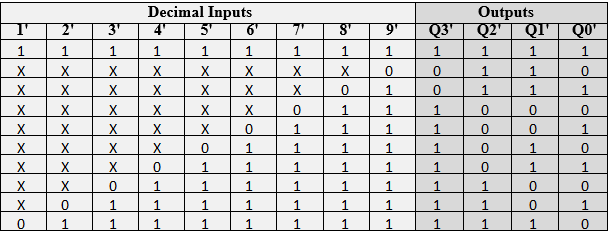 Decimal Inputs Outputs
1' 2' 3' 4' 5' 6' 7' 8' 9' Q3' Q2' Q1' Q0'
1 1 1 1 1 1 1 1 1 1 1 1 1
X X X X X X X X 0 0 1 1 0
X X X X X X X 0 1 0 1 1 1
X X X X X X 0 1 1 1 0 0 0
X X X X X 0 1 1 1 1 0 0 1
X X X X 0 1 1 1 1 1 0 1 0
X X X 0 1 1 1 1 1 1 0 1 1
X X 0 1 1 1 1 1 1 1 1 0 0
X 0 1 1 1 1 1 1 1 1 1 0 1
0 1 1 1 1 1 1 1 1 1 1 1 0